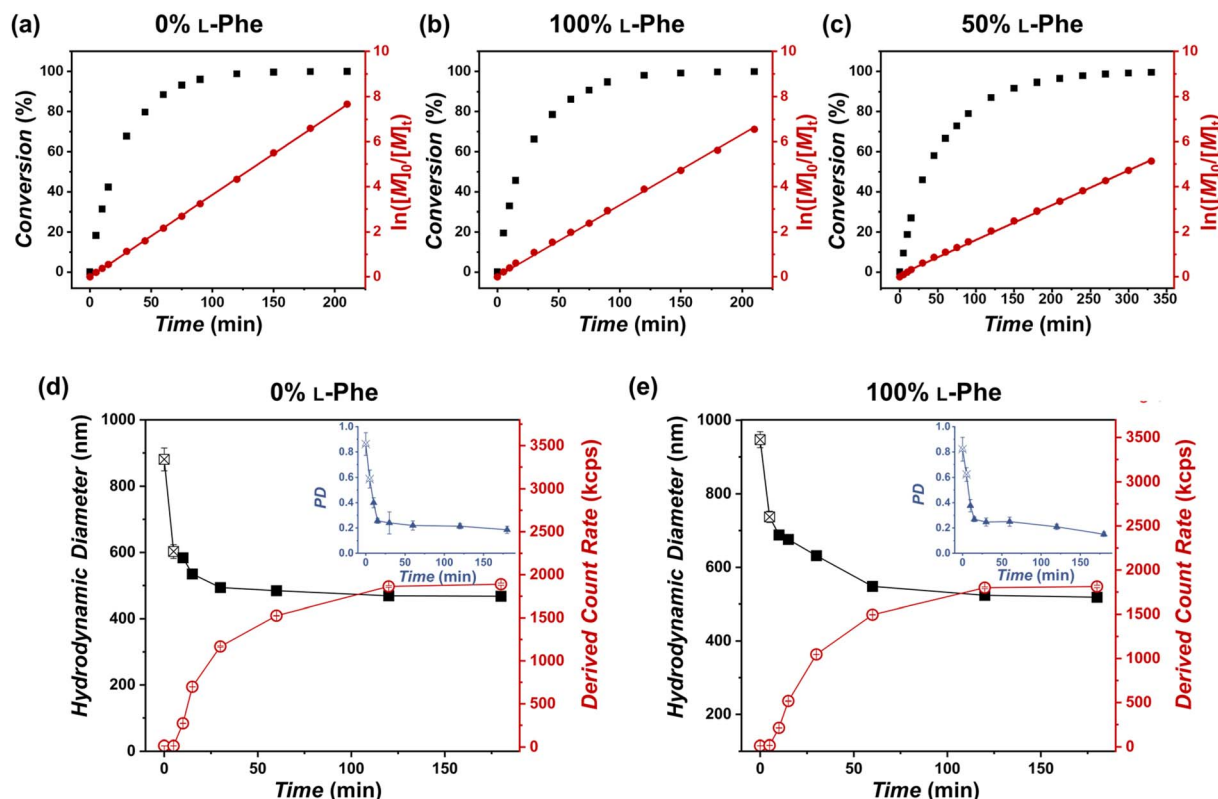 (a) 0% L-Phe
Conversion (%)
100
80
60
40
20
0
10
8
6
4
2
0
ln([M]0/[M]t)
0 50 100 150 200
Time (min)
(b) 100% L-Phe
Conversion (%)
100
80
60
40
20
0
10
8
6
4
2
0
ln([M]0/[M]t)
0 50 100 150 200
Time (min)
(c) 50% L-Phe
Conversion (%)
100
80
60
40
20
0
10
8
6
4
2
0
ln([M]0/[M]t)
0 50 100 150 200 250 300 350
Time (min)
(d) 0% L-Phe
Hydrodynamic Diameter (nm)
1000
800
600
400
200
0
PD
1.0
0.8
0.6
0.4
0.2
0.0
0 50 100 150
Time (min)
3500
3000
2500
2000
1500
1000
500
0
Derived Count Rate (kcps)
0 50 100 150
Time (min)
(e) 100% L-Phe
Hydrodynamic Diameter (nm)
1000
800
600
400
200
PD
1.0
0.8
0.6
0.4
0.2
0.0
0 50 100 150
Time (min)
3500
3000
2500
2000
1500
1000
500
0
Derived Count Rate (kcps)
0 50 100 150
Time (min)